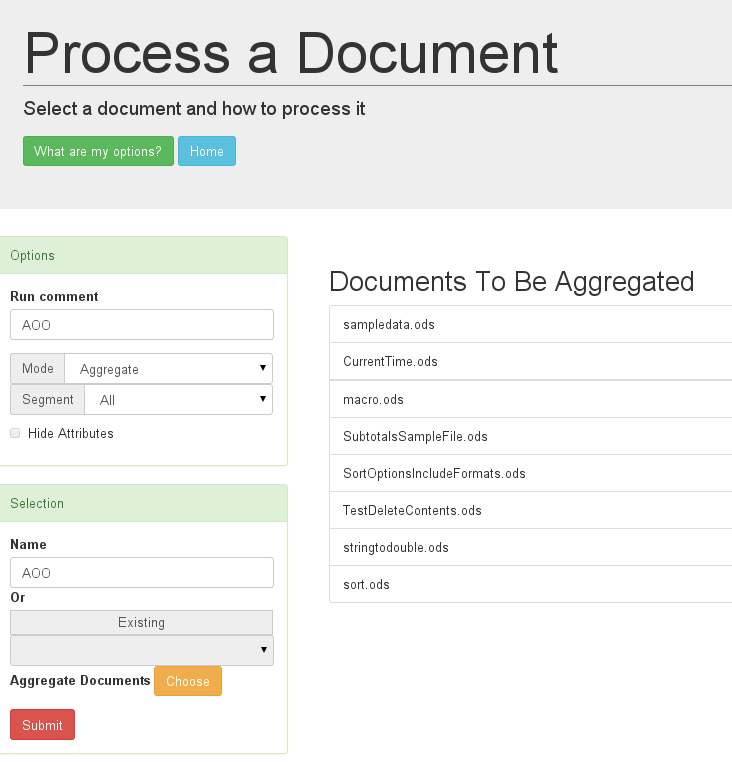 Process a Document
Select a document and how to process it
What are my options? Home
Options
Run comment
AOO
Mode Aggregate
Segment All
Hide Attributes
Selection
Name
AOO
Or
Existing
Aggregate Documents Choose
Submit
Documents To Be Aggregated
sampledata.ods
CurrentTime.ods
macro.ods
SubtotalsSampleFile.ods
SortOptionsIncludeFormats.ods
TestDeleteContents.ods
stringtodouble.ods
sort.ods